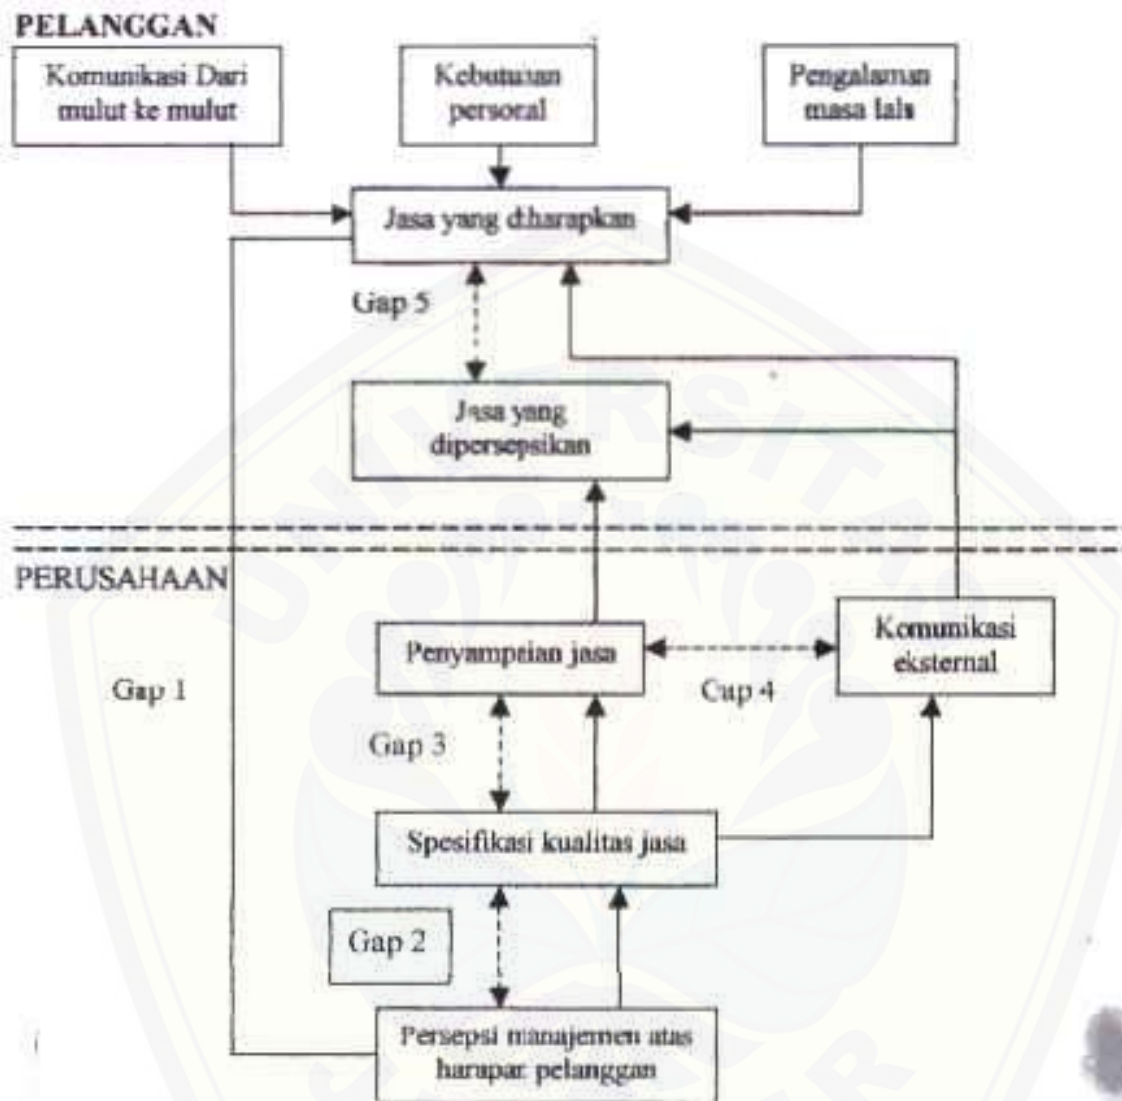 PELANGGAN
Komunikasi Dari
mulut ke mulut
Kebutuhan
personal
Pengalaman
masa lalu
Jasa yang diharapkan
Gap 5
Jasa yang
dipersepsikan
UNIVERSITAS
PERUSAHAAN
Penyampaian jasa
Komunikasi
eksternal
Gap 1
Gap 4
Gap 3
Spesifikasi kualitas jasa
Gap 2
Persepsi manajemen atas
harapan pelanggan